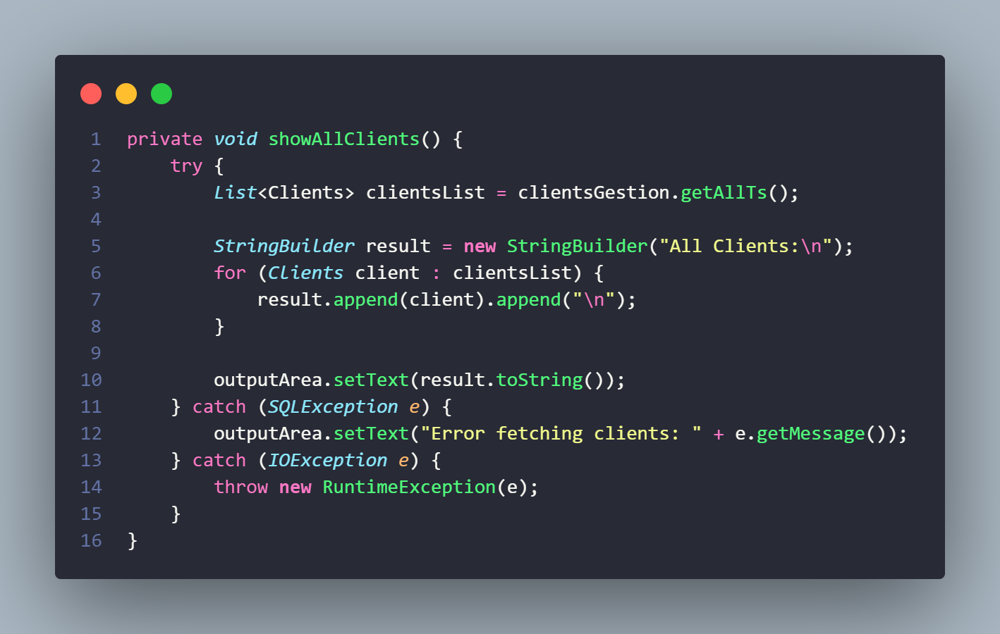 1 private void showAllClients() {
2     try {
3         List<Clients> clientsList = clientsGestion.getAllTs();
4
5         StringBuilder result = new StringBuilder("All Clients:\n");
6         for (Clients client : clientsList) {
7             result.append(client).append("\n");
8         }
9
10         outputArea.setText(result.toString());
11     } catch (SQLException e) {
12         outputArea.setText("Error fetching clients: " + e.getMessage());
13     } catch (IOException e) {
14         throw new RuntimeException(e);
15     }
16 }